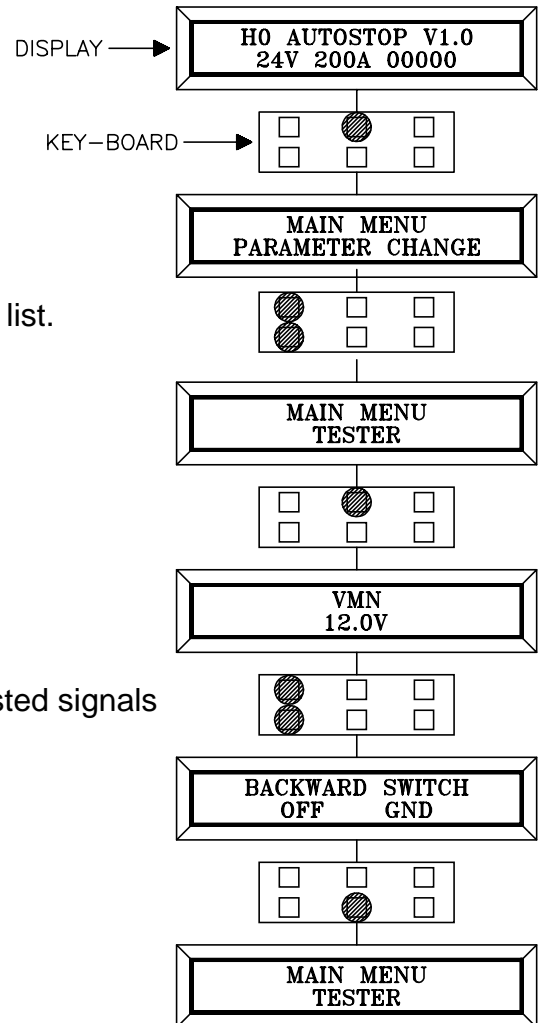 DISPLAY
H0 AUTOSTOP V1.0
24V 200A 00000
KEY-BOARD
MAIN MENU
PARAMETER CHANGE
list.
MAIN MENU
TESTER
VMN
12.0V
sted signals
BACKWARD SWITCH
OFF GND
MAIN MENU
TESTER